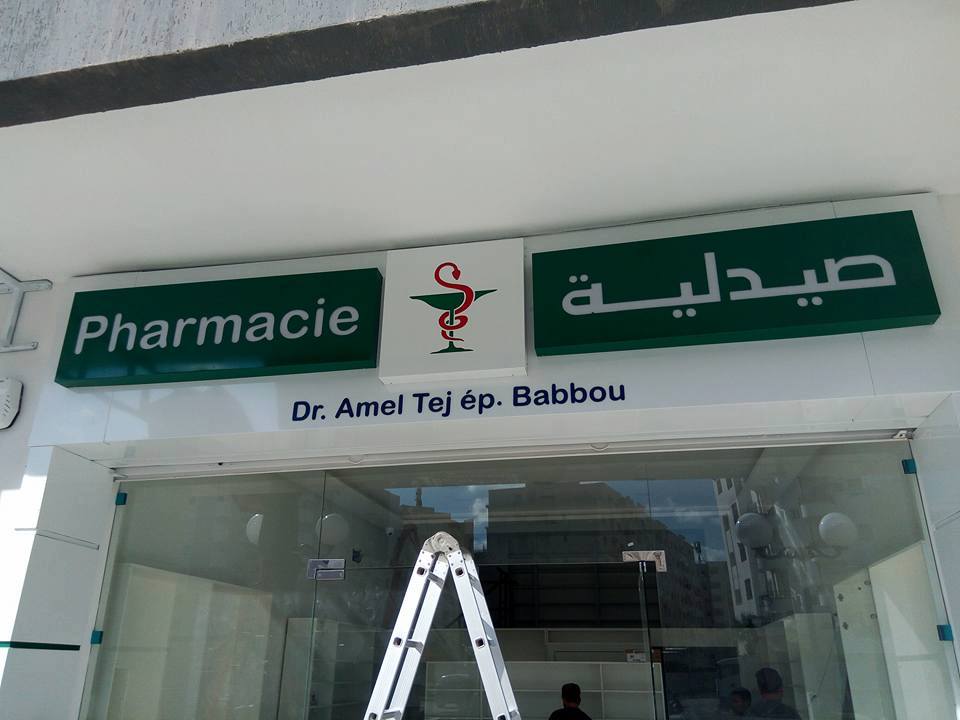 Pharmacie صيدلية
Dr. Amel Tej ép. Babbou